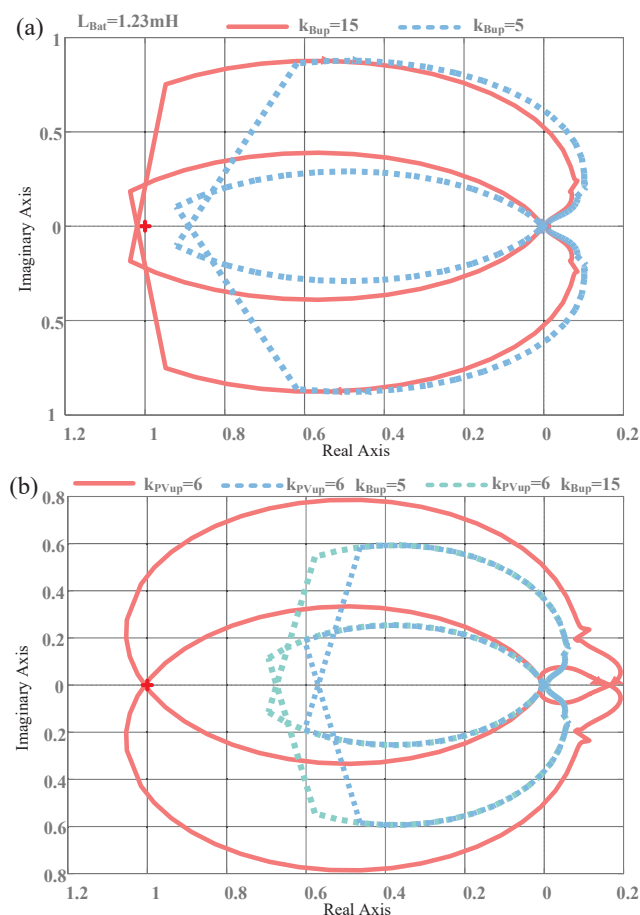 (a) L_Bat=1.23mH k_Bup=15 k_Bup=5
1
0.5
0
0.5
1
Imaginary Axis
1.2 1 0.8 0.6 0.4 0.2 0 0.2
Real Axis
(b) k_PVup=6 k_PVup=6 k_Bup=5 k_PVup=6 k_Bup=15
0.8
0.6
0.4
0.2
0
0.2
0.4
0.6
0.8
Imaginary Axis
1.2 1 0.8 0.6 0.4 0.2 0 0.2
Real Axis